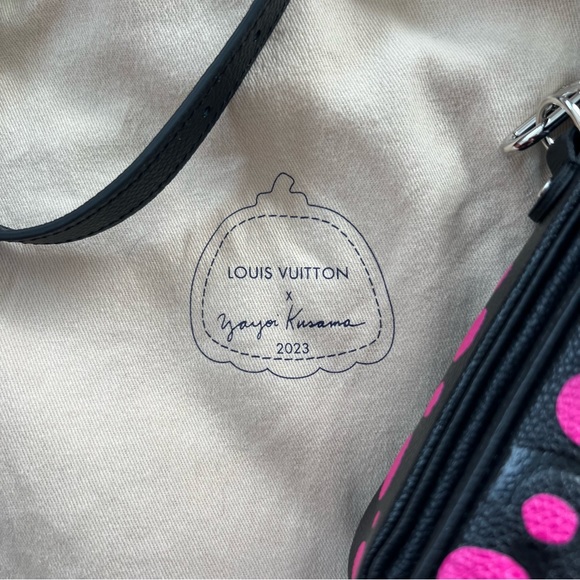 LOUIS VUITTON
x
Yayoi Kusama
2023